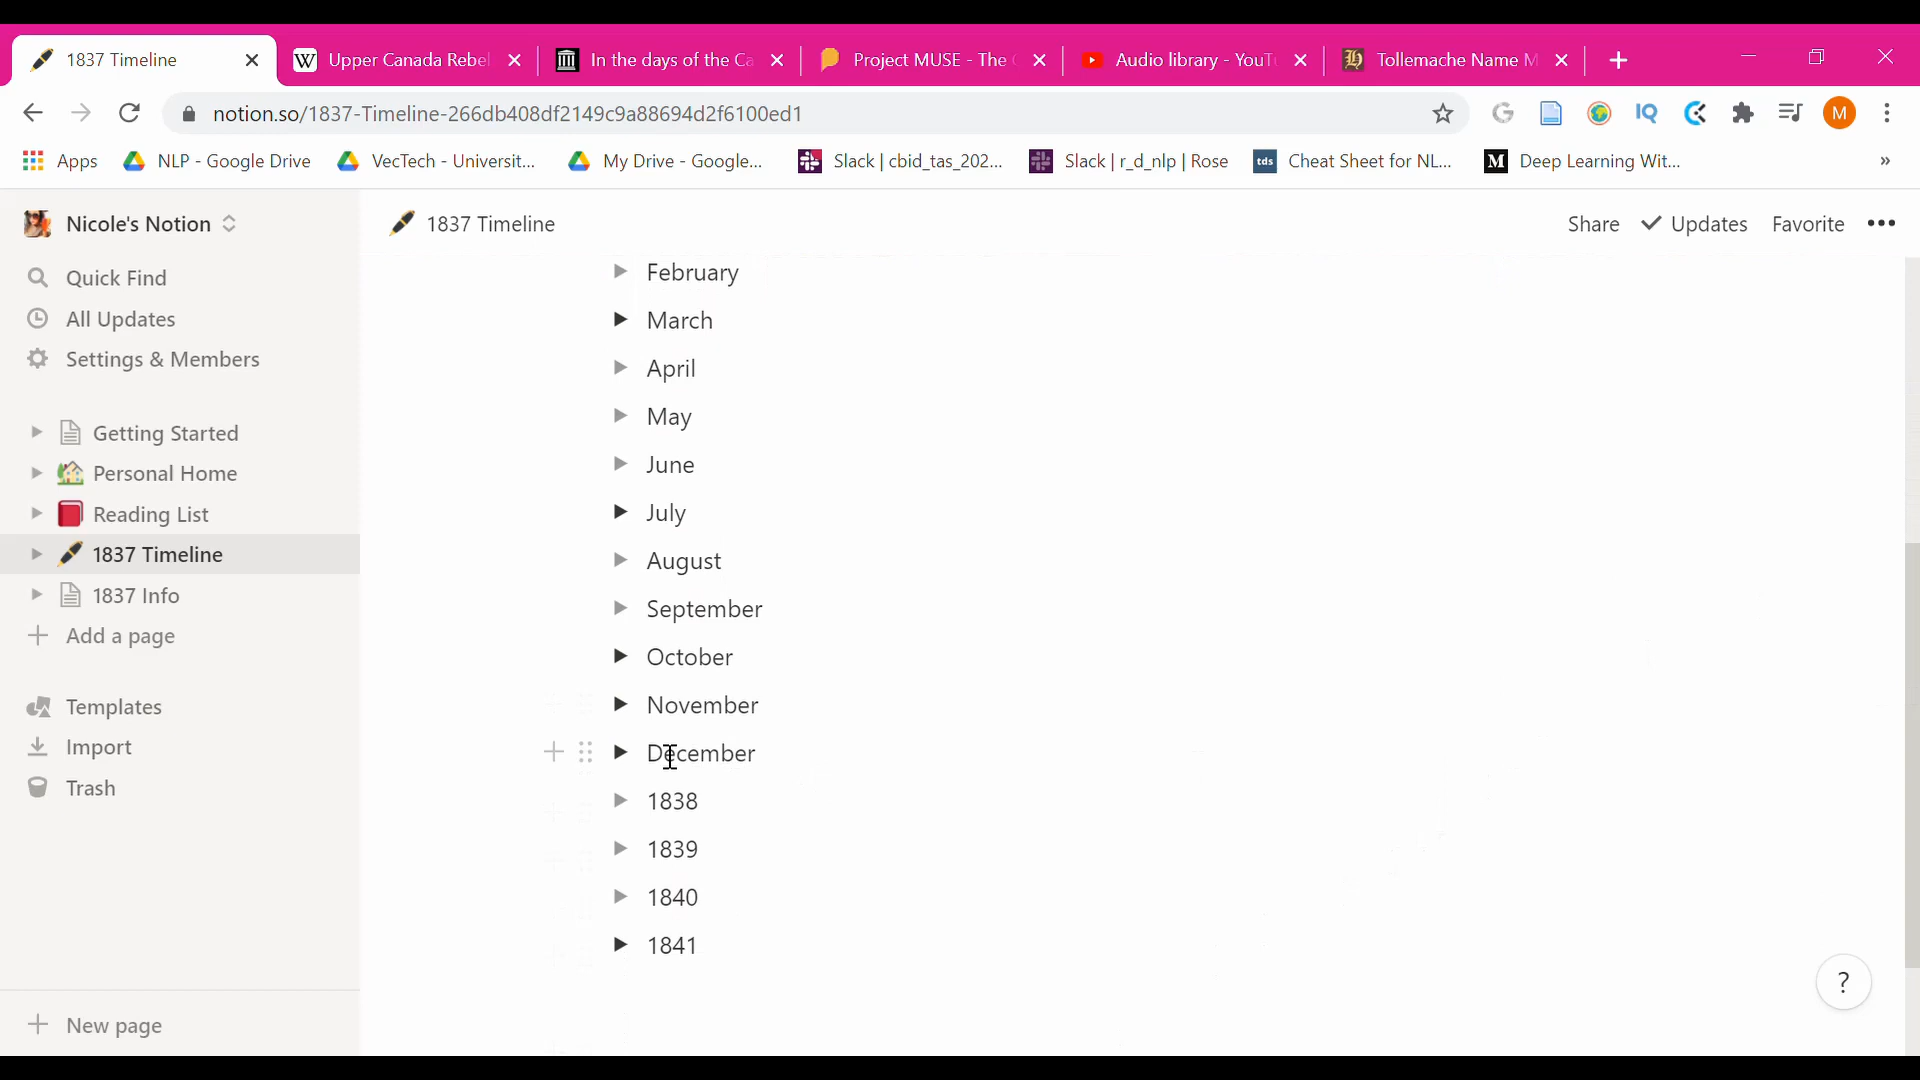 1837 Timeline
Upper Canada Rebel
In the days of the Ca
Project MUSE - The
Audio library - YouTu
Tollemache Name M
notion.so/1837-Timeline-266db408df2149c9a88694d2f6100ed1
Apps
NLP - Google Drive
VecTech - Universit...
My Drive - Google...
Slack | cbid_tas_202...
Slack | r_d_nlp | Rose
tds
Cheat Sheet for NL...
Deep Learning Wit...
»
Nicole's Notion
1837 Timeline
Share
Updates
Favorite
Quick Find
All Updates
Settings & Members
Getting Started
Personal Home
Reading List
1837 Timeline
1837 Info
Add a page
Templates
Import
Trash
New page
February
March
April
May
June
July
August
September
October
November
December
1838
1839
1840
1841
?